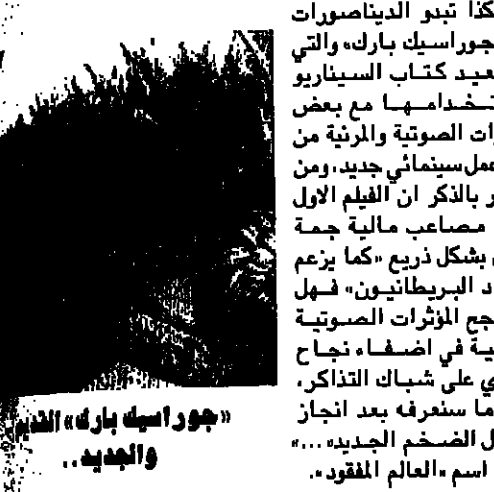 كذا تبدو الديناصورات
جوراسيك بارك» والتي
عيد كتاب السيناريو
تخدامها مع بعض
رات الصوتية والمرئية من
عمل سينمائي جديد. ومن
ر بالذكر ان الفيلم الاول
مصاعب مالية جمة
بشكل ذريع «كما يزعم
د البريطانيون» فهل
جح المؤثرات الصوتية
ية في اضفاء نجاح
ي على شباك التذاكر،
ما سنعرفه بعد انجاز
ل الضخم الجديد» ...»
اسم «العالم المفقود».
«جوراسيك بارك» القديم
والجديد..